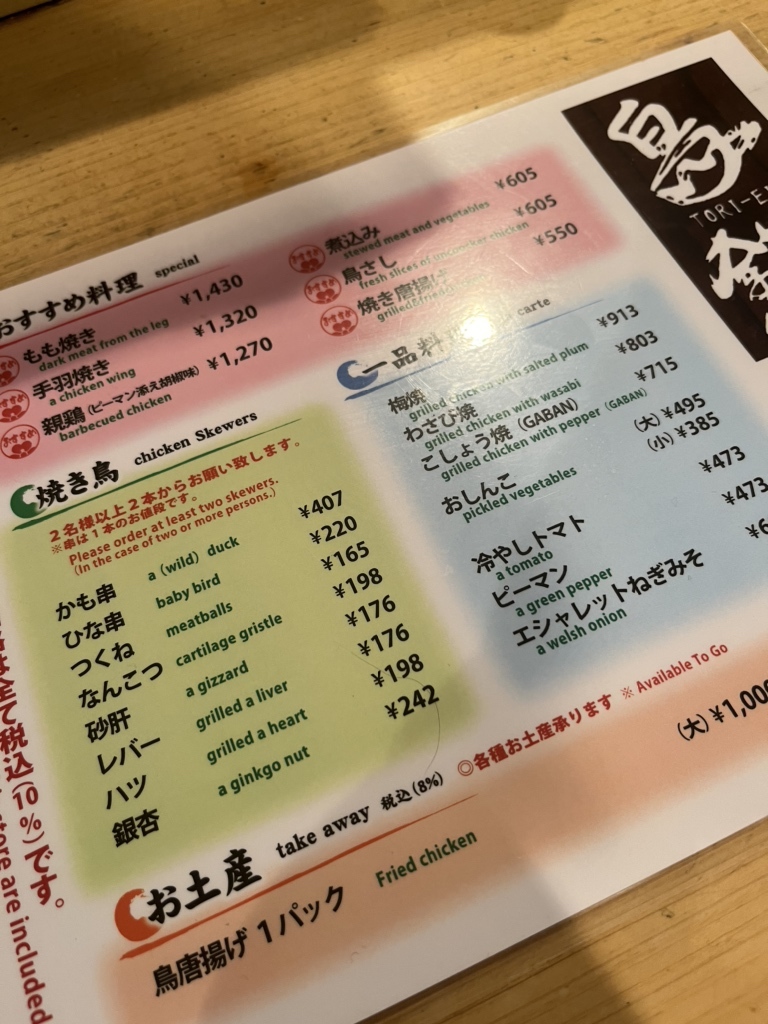 おすすめ料理 special
もも焼き ¥1,430
dark meat from the leg
手羽焼き ¥1,320
a chicken wing
親鶏(ピーマン添え胡椒味) ¥1,270
barbecued chicken
煮込み ¥605
stewed meat and vegetables
鳥さし ¥605
fresh slices of uncooker chicken
焼き唐揚げ ¥550
鳥
TORI-
焼き鳥 chicken Skewers
2名様以上2本からお願い致します。
※串は1本のお値段です。
Please order at least two skewers.
(In the case of two or more persons.)
かも串 a (wild) duck ¥407
ひな串 baby bird ¥220
つくね meatballs ¥165
なんこつ cartilage gristle ¥198
砂肝 a gizzard ¥176
レバー grilled a liver ¥176
ハツ grilled a heart ¥198
銀杏 a ginkgo nut ¥242
一品料理 carte
梅焼 ¥913
grilled chicken with salted plum
わさび焼 ¥803
grilled chicken with wasabi
こしょう焼(GABAN) ¥715
grilled chicken with pepper (GABAN)
おしんこ (大)¥495
pickled vegetables (小)¥385
冷やしトマト ¥473
a tomato
ピーマン ¥473
a green pepper
エシャレットねぎみそ
a welsh onion
◎各種お土産承ります ※ Available To Go
お土産 take away 税込(8%)
鳥唐揚げ 1パック Fried chicken (大)¥1,000
は全て税込(10%)です。
are included